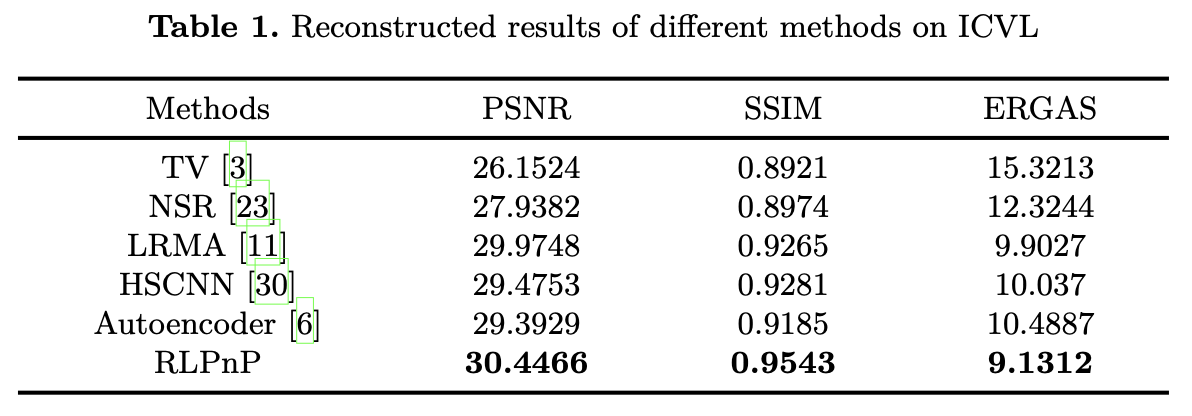 Table 1. Reconstructed results of different methods on ICVL
Methods PSNR SSIM ERGAS
TV [3] 26.1524 0.8921 15.3213
NSR [23] 27.9382 0.8974 12.3244
LRMA [11] 29.9748 0.9265 9.9027
HSCNN [30] 29.4753 0.9281 10.037
Autoencoder [6] 29.3929 0.9185 10.4887
RLPnP 30.4466 0.9543 9.1312